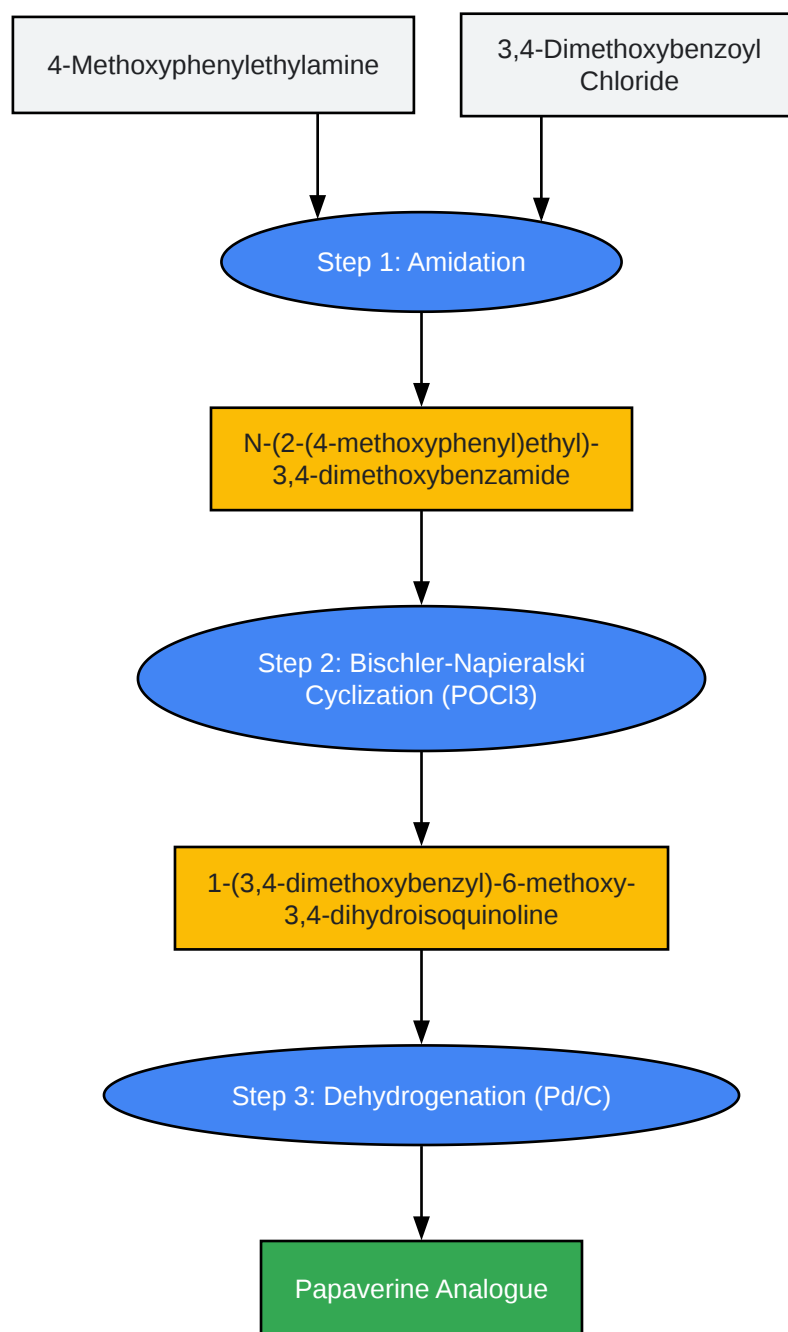 4-Methoxyphenylethylamine
3,4-Dimethoxybenzoyl
Chloride
Step 1: Amidation
N-(2-(4-methoxyphenyl)ethyl)-
3,4-dimethoxybenzamide
Step 2: Bischler-Napieralski
Cyclization (POCl3)
1-(3,4-dimethoxybenzyl)-6-methoxy-
3,4-dihydroisoquinoline
Step 3: Dehydrogenation (Pd/C)
Papaverine Analogue